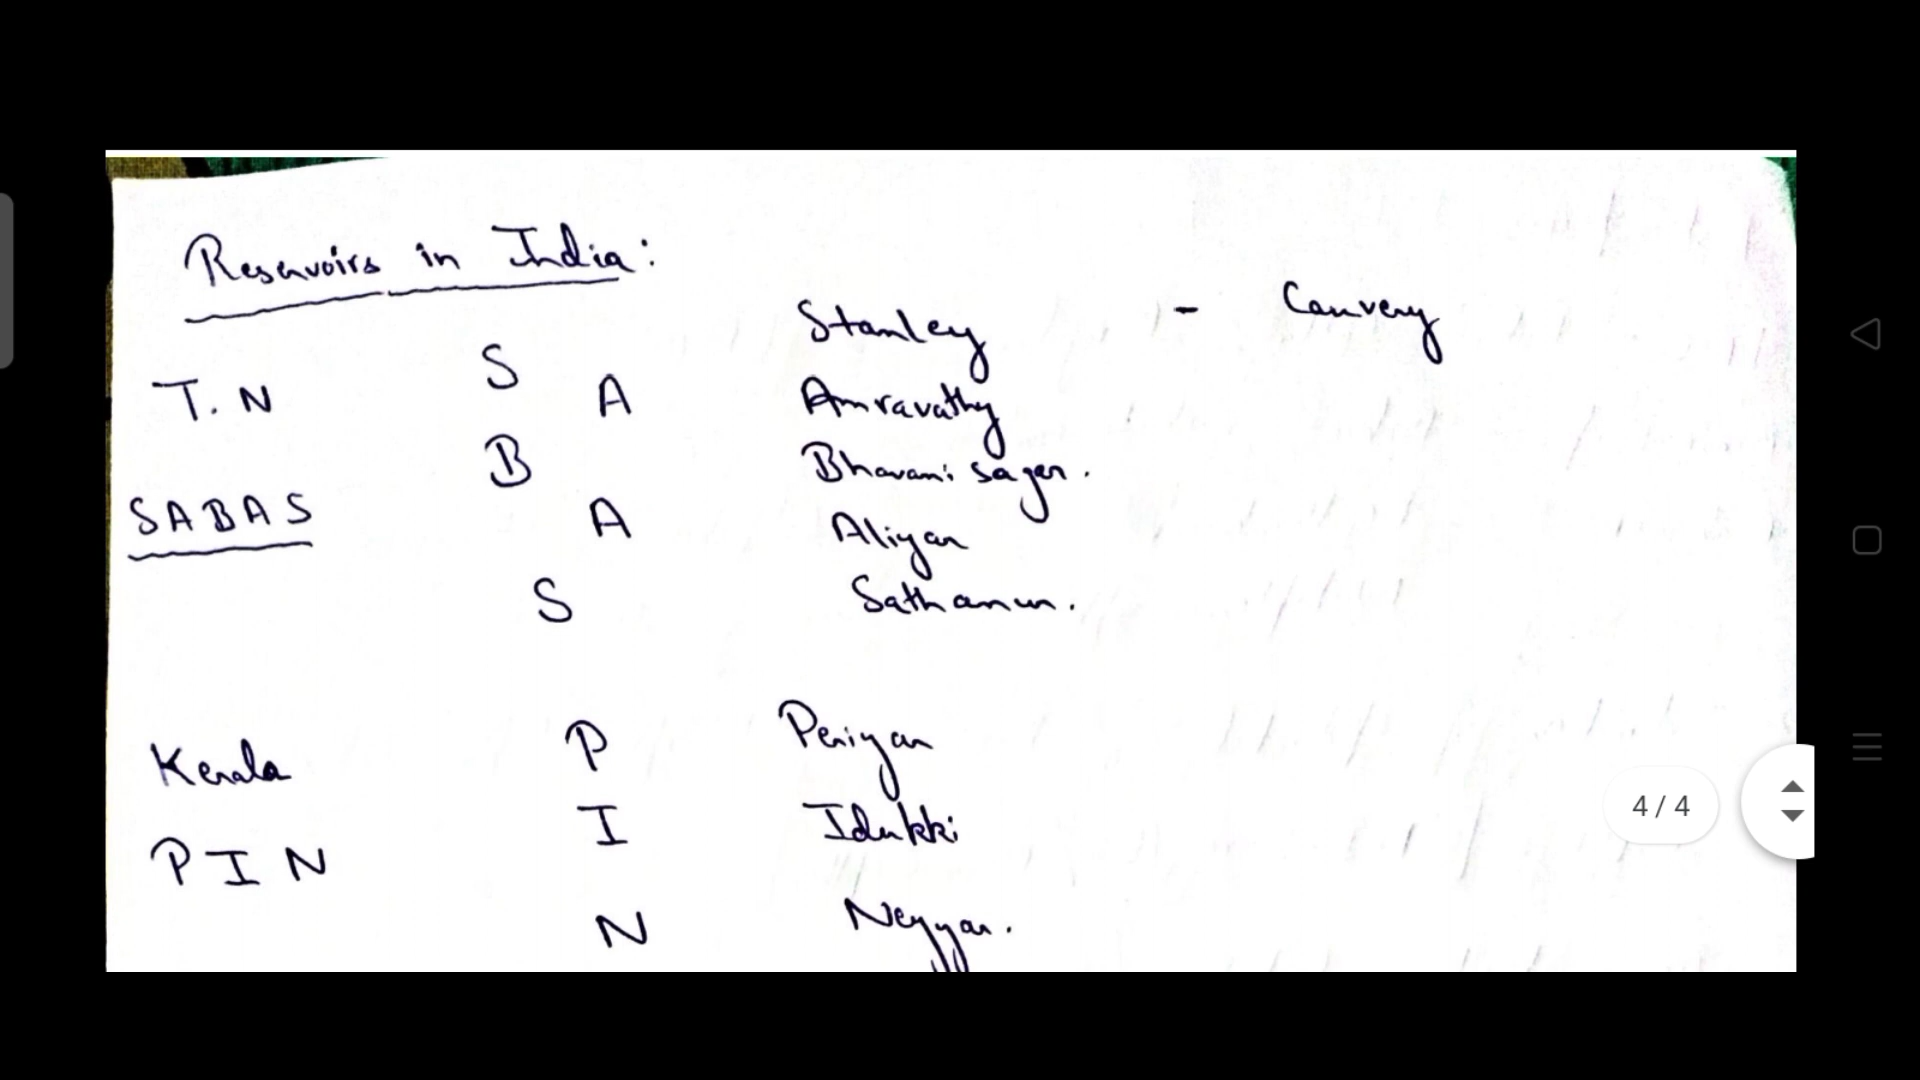 Reservoirs in India:
S Stanley - Cauvery
T. N A Amravathy
B Bhavani sagar.
SABAS A Aliyar
S Sathanur.
Kerala P Periyar
I Idukki
PIN N Neyyar.
4 / 4